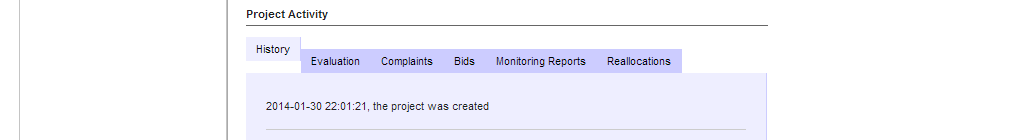 Project Activity
History
Evaluation Complaints Bids Monitoring Reports Reallocations
2014-01-30 22:01:21, the project was created